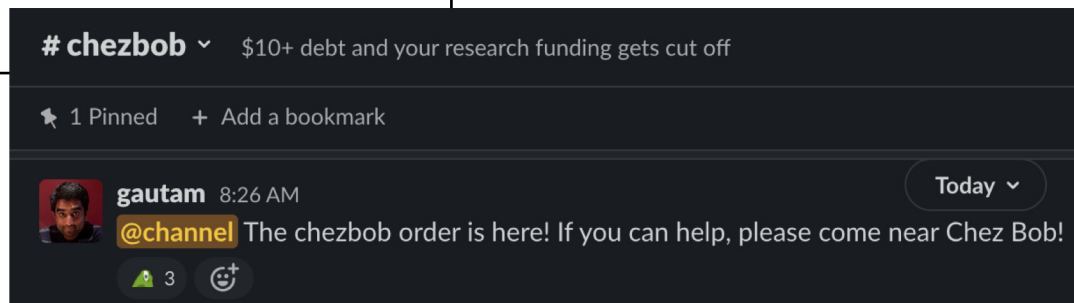 # chezbob $10+ debt and your research funding gets cut off
1 Pinned + Add a bookmark
Today
gautam 8:26 AM
@channel The chezbob order is here! If you can help, please come near Chez Bob!
3